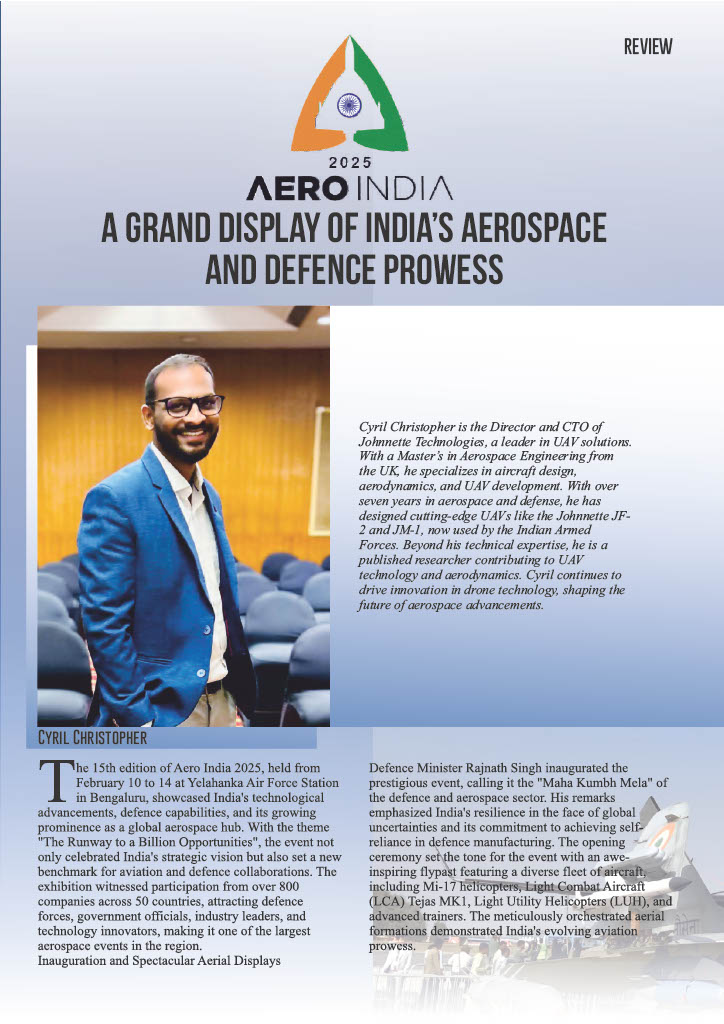 REVIEW
2025
AERO INDIA
A GRAND DISPLAY OF INDIA'S AEROSPACE
AND DEFENCE PROWESS
Cyril Christopher is the Director and CTO of
Johnnette Technologies, a leader in UAV solutions.
With a Master's in Aerospace Engineering from
the UK, he specializes in aircraft design,
aerodynamics, and UAV development. With over
seven years in aerospace and defense, he has
designed cutting-edge UAVs like the Johnnette JF-
2 and JM-1, now used by the Indian Armed
Forces. Beyond his technical expertise, he is a
published researcher contributing to UAV
technology and aerodynamics. Cyril continues to
drive innovation in drone technology, shaping the
future of aerospace advancements.
CYRIL CHRISTOPHER
The 15th edition of Aero India 2025, held from
February 10 to 14 at Yelahanka Air Force Station
in Bengaluru, showcased India's technological
advancements, defence capabilities, and its growing
prominence as a global aerospace hub. With the theme
"The Runway to a Billion Opportunities", the event not
only celebrated India's strategic vision but also set a new
benchmark for aviation and defence collaborations. The
exhibition witnessed participation from over 800
companies across 50 countries, attracting defence
forces, government officials, industry leaders, and
technology innovators, making it one of the largest
aerospace events in the region.
Inauguration and Spectacular Aerial Displays
Defence Minister Rajnath Singh inaugurated the
prestigious event, calling it the "Maha Kumbh Mela" of
the defence and aerospace sector. His remarks
emphasized India's resilience in the face of global
uncertainties and its commitment to achieving self-
reliance in defence manufacturing. The opening
ceremony set the tone for the event with an awe-
inspiring flypast featuring a diverse fleet of aircraft,
including Mi-17 helicopters, Light Combat Aircraft
(LCA) Tejas MK1, Light Utility Helicopters (LUH), and
advanced trainers. The meticulously orchestrated aerial
formations demonstrated India's evolving aviation
prowess.